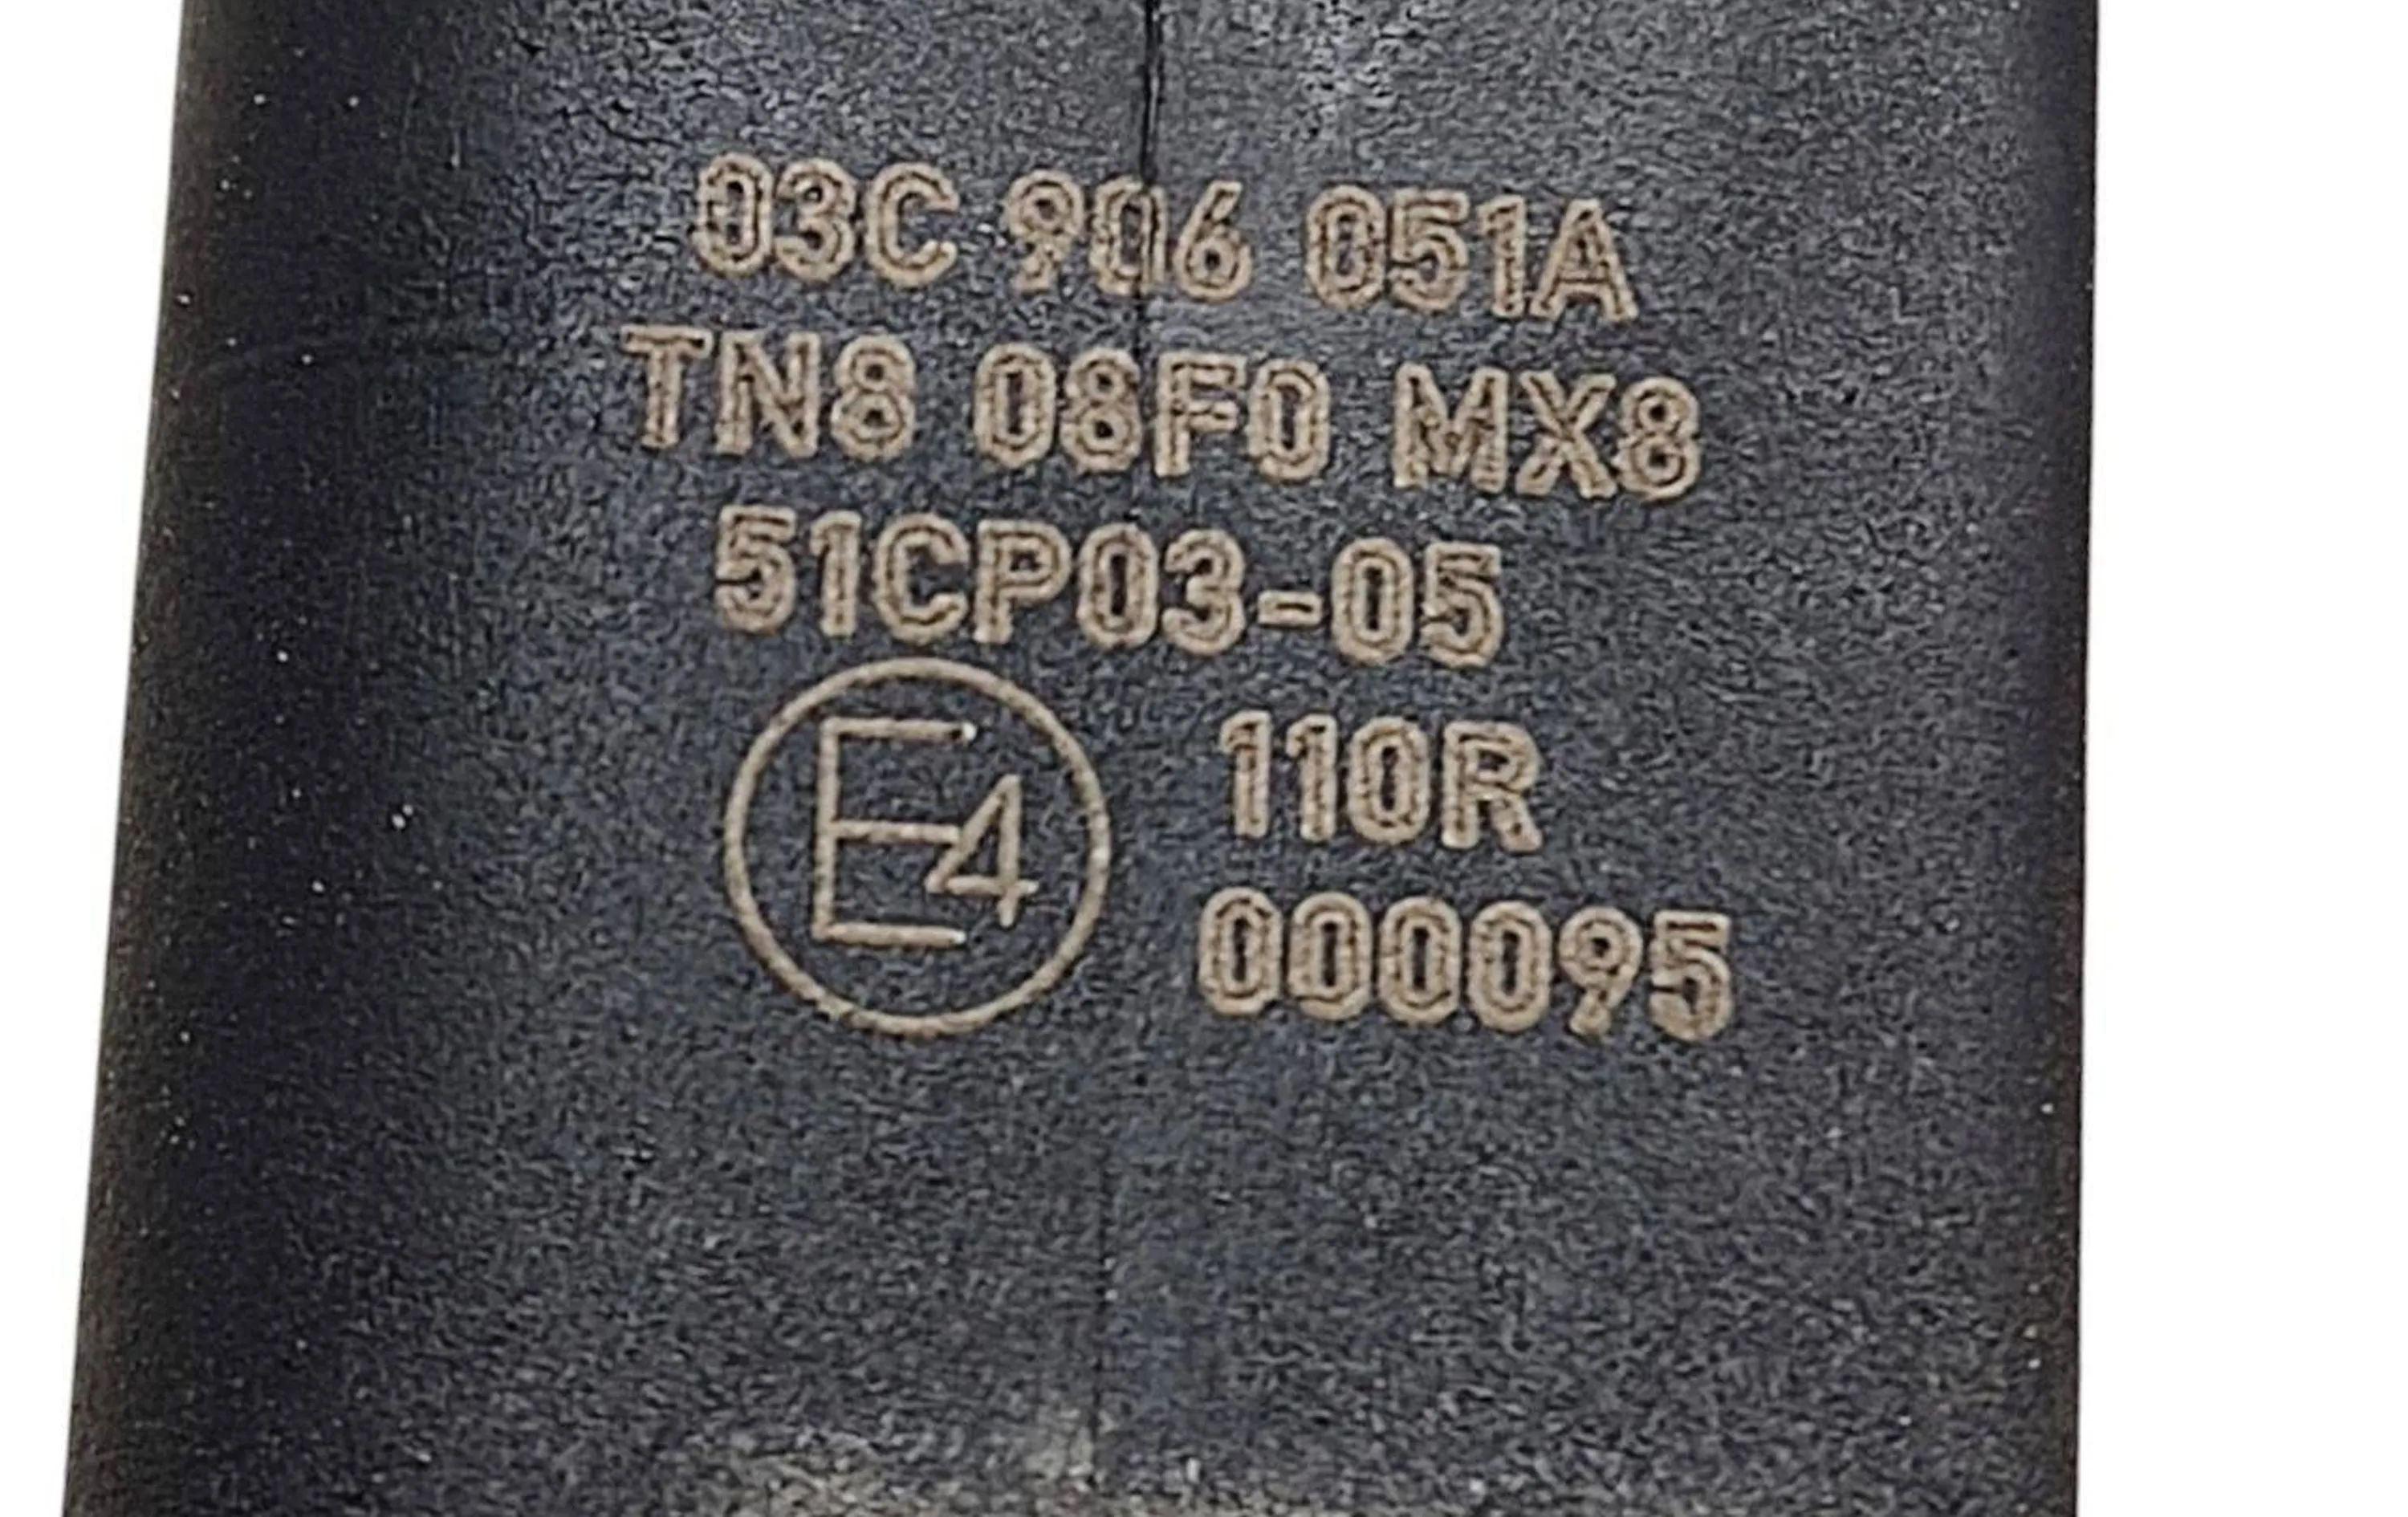 03C 906 051A
TN8 08F0 MX8
51CP03-05
E4 110R
000095